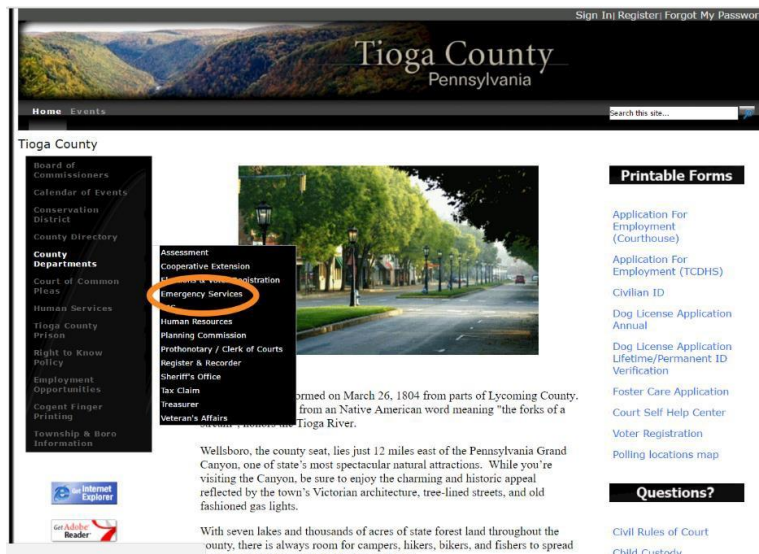 Sign In| Register| Forgot My Passwor
Tioga County
Pennsylvania
Home Events
Search this site...
Tioga County
Board of
Commissioners
Calendar of Events
Conservation
District
County Directory
County
Departments
Court of Common
Pleas
Human Services
Tioga County
Prison
Right to Know
Policy
Employment
Opportunities
Cogent Finger
Printing
Township & Boro
Information
Assessment
Cooperative Extension
Elections & Voter Registration
Emergency Services
Human Resources
Planning Commission
Prothonotary / Clerk of Courts
Register & Recorder
Sheriff's Office
Tax Claim
Treasurer
Veteran's Affairs
Get Internet
Explorer
Get Adobe
Reader
ormed on March 26, 1804 from parts of Lycoming County.
from an Native American word meaning "the forks of a
stream", honors the Tioga River.
Wellsboro, the county seat, lies just 12 miles east of the Pennsylvania Grand
Canyon, one of state's most spectacular natural attractions. While you're
visiting the Canyon, be sure to enjoy the charming and historic appeal
reflected by the town's Victorian architecture, tree-lined streets, and old
fashioned gas lights.
With seven lakes and thousands of acres of state forest land throughout the
county, there is always room for campers, hikers, bikers, and fishers to spread
Printable Forms
Application For
Employment
(Courthouse)
Application For
Employment (TCDHS)
Civilian ID
Dog License Application
Annual
Dog License Application
Lifetime/Permanent ID
Verification
Foster Care Application
Court Self Help Center
Voter Registration
Polling locations map
Questions?
Civil Rules of Court
Child Custody